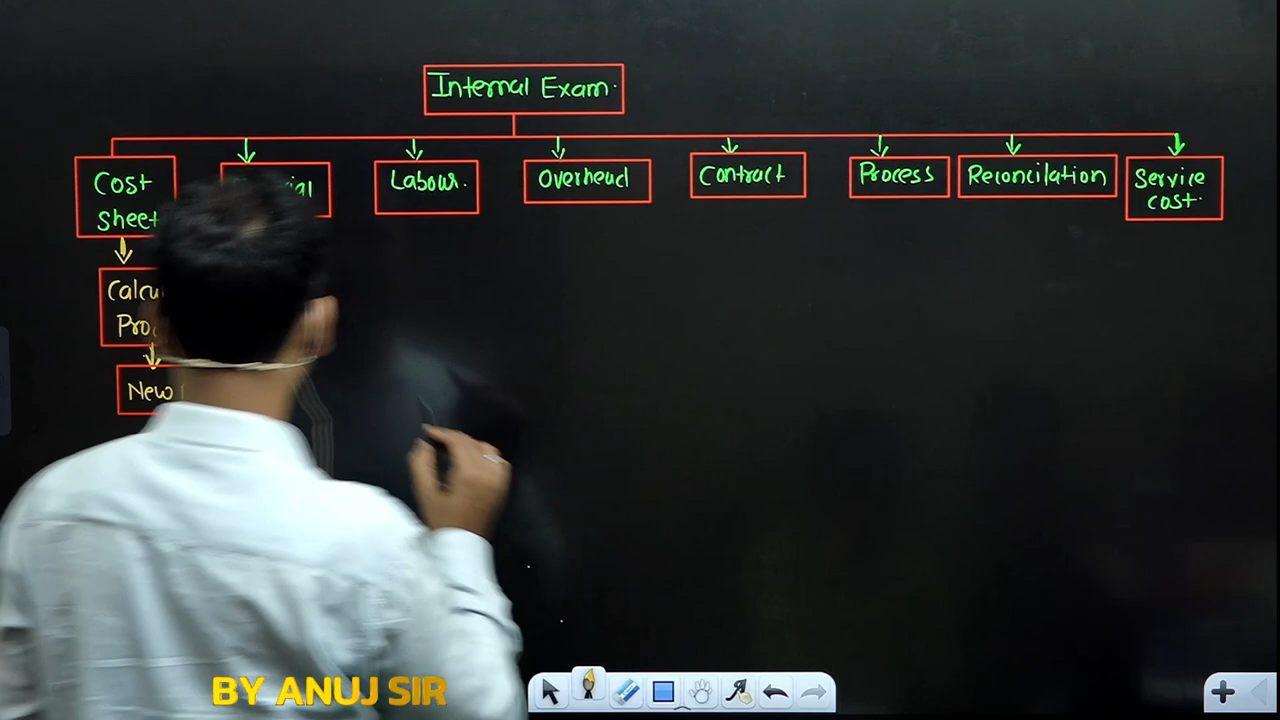 Internal Exam.
Cost
Sheet
Labour.
Overhead
Contract
Process
Reconcilation
Service
cost.
New
BY ANUJ SIR